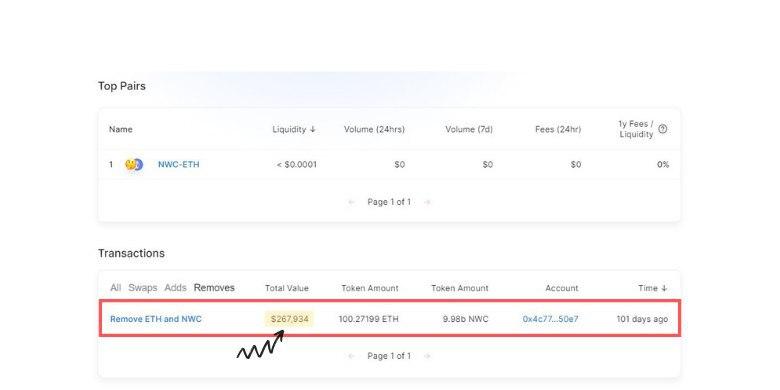 Top Pairs
Name Liquidity ↓ Volume (24hrs) Volume (7d) Fees (24hr) 1y Fees /
Liquidity ?
1 NWC-ETH < $0.0001 $0 $0 $0 0%
← Page 1 of 1 →
Transactions
All Swaps Adds Removes Total Value Token Amount Token Amount Account Time ↓
Remove ETH and NWC $267,934 100.27199 ETH 9.98b NWC 0x4c77...50e7 101 days ago
← Page 1 of 1 →